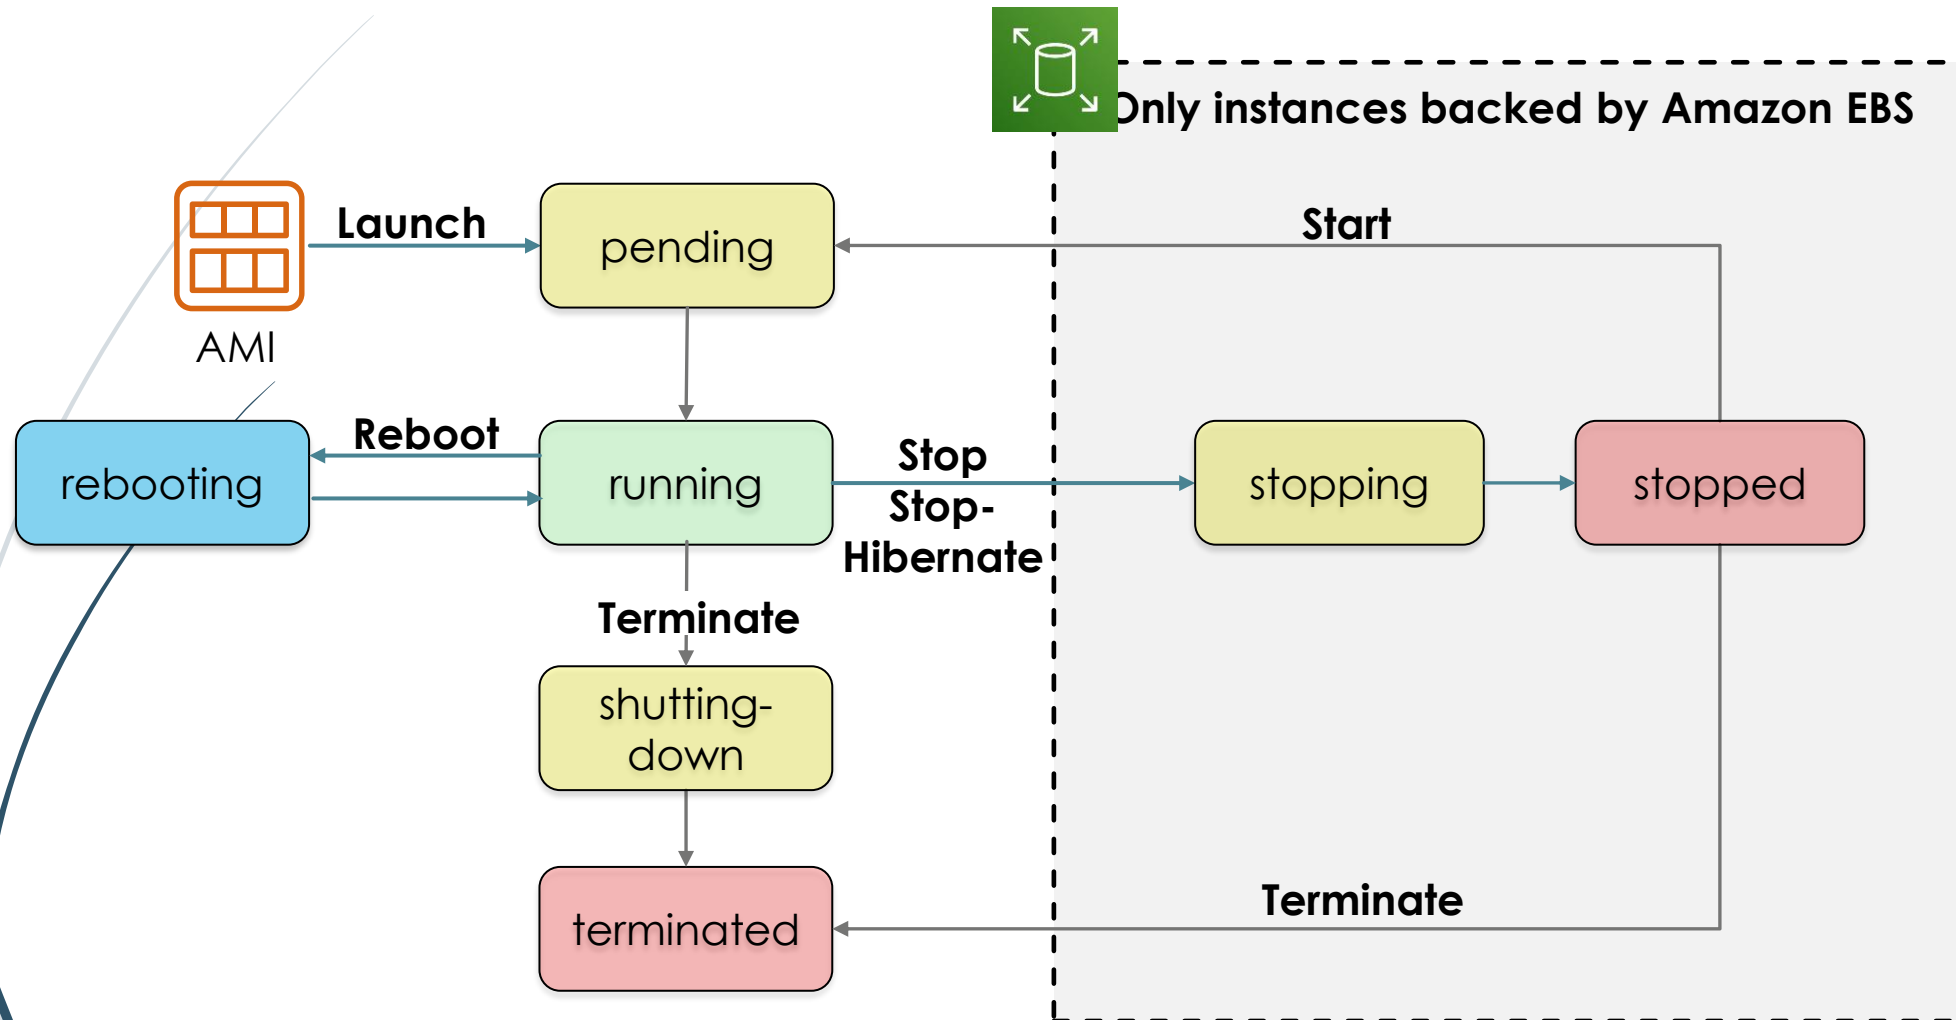 Only instances backed by Amazon EBS
Launch
pending
Start
AMI
rebooting
Reboot
running
Stop
Stop-
Hibernate
stopping
stopped
Terminate
shutting-
down
terminated
Terminate